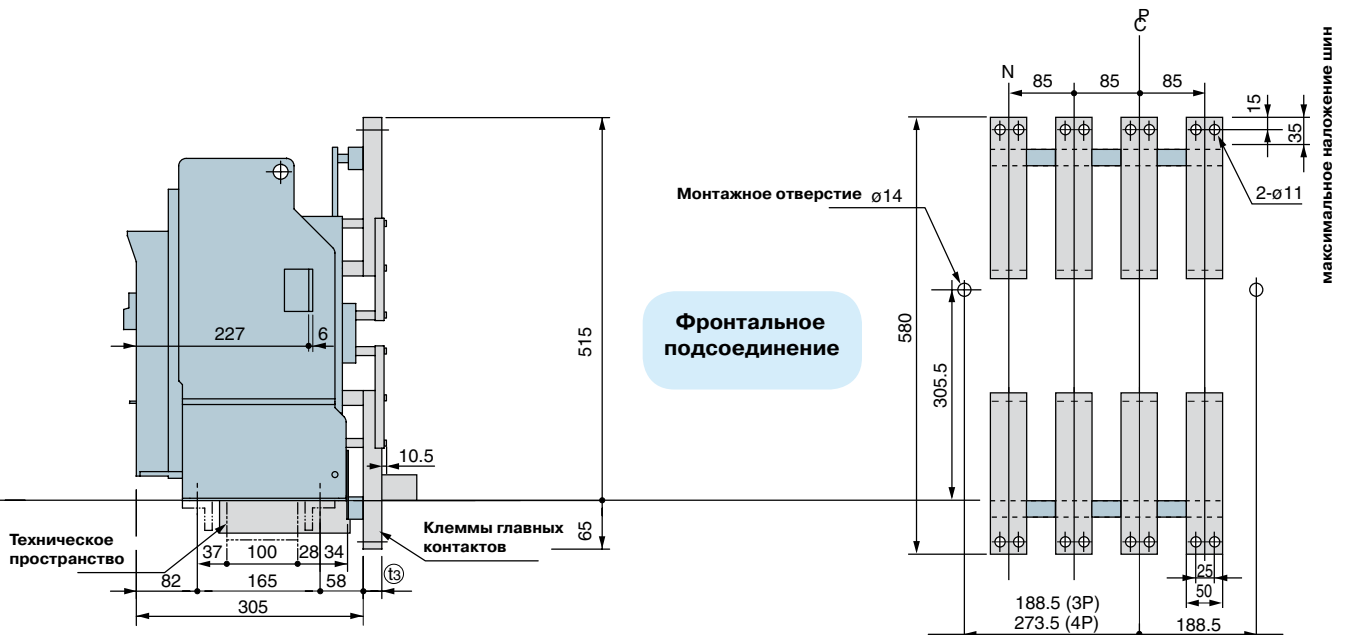 C
P
N
85
85
85
15
35
максимальное наложение шин
2-ø11
Монтажное отверстие ø14
227
6
515
Фронтальное
подсоединение
580
305.5
10.5
Техническое
пространство
37
100
28
34
Клеммы главных
контактов
65
82
165
58
t3
305
25
50
188.5 (3P)
273.5 (4P)
188.5